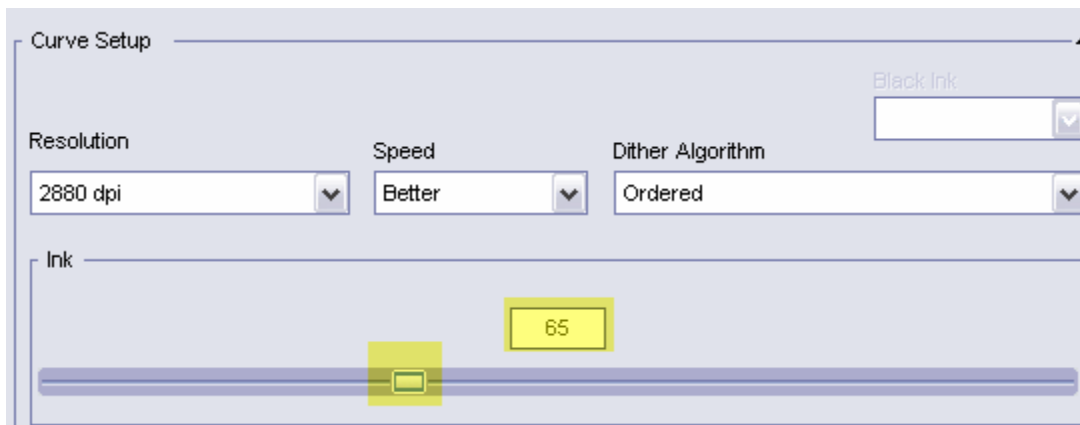 Curve Setup
Black Ink
Resolution
Speed
Dither Algorithm
2880 dpi
Better
Ordered
Ink
65